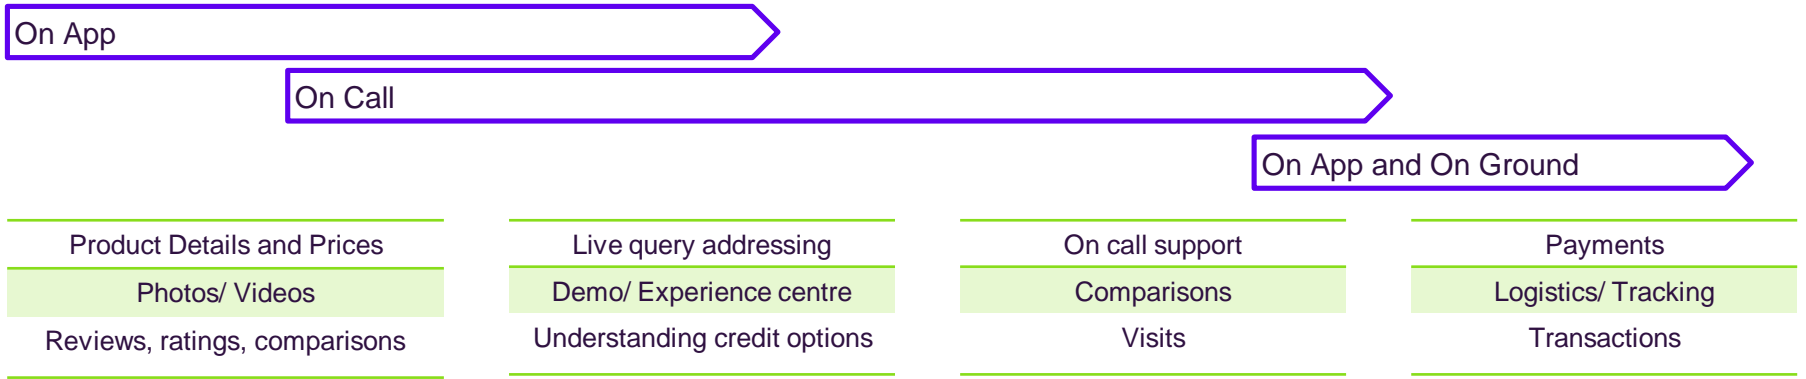 On App
On Call
On App and On Ground
Product Details and Prices
Photos/ Videos
Reviews, ratings, comparisons
Live query addressing
Demo/ Experience centre
Understanding credit options
On call support
Comparisons
Visits
Payments
Logistics/ Tracking
Transactions